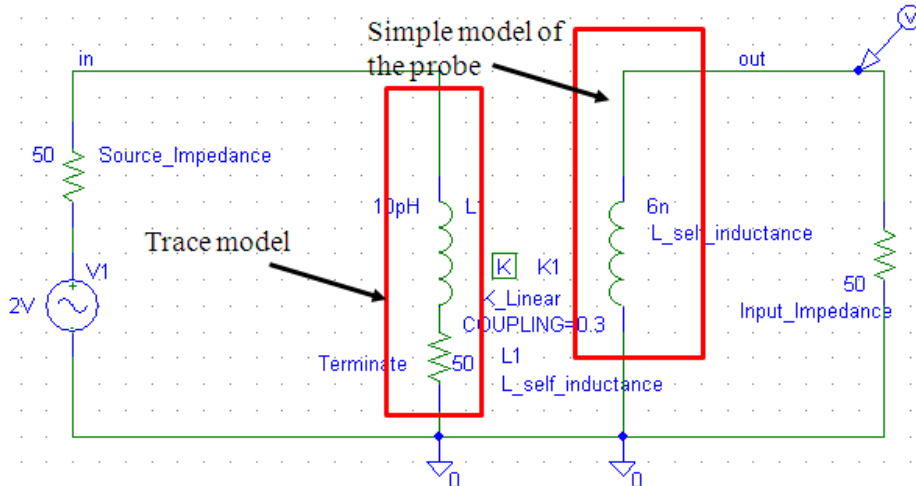 Simple model of
the probe
V
in
out
50
Source_Impedance
10pH
L1
6n
L_self_inductance
Trace model
V1
2V
K
K1
K_Linear
COUPLING=0.3
50
Input_Impedance
Terminate
50
L1
L_self_inductance
0
0